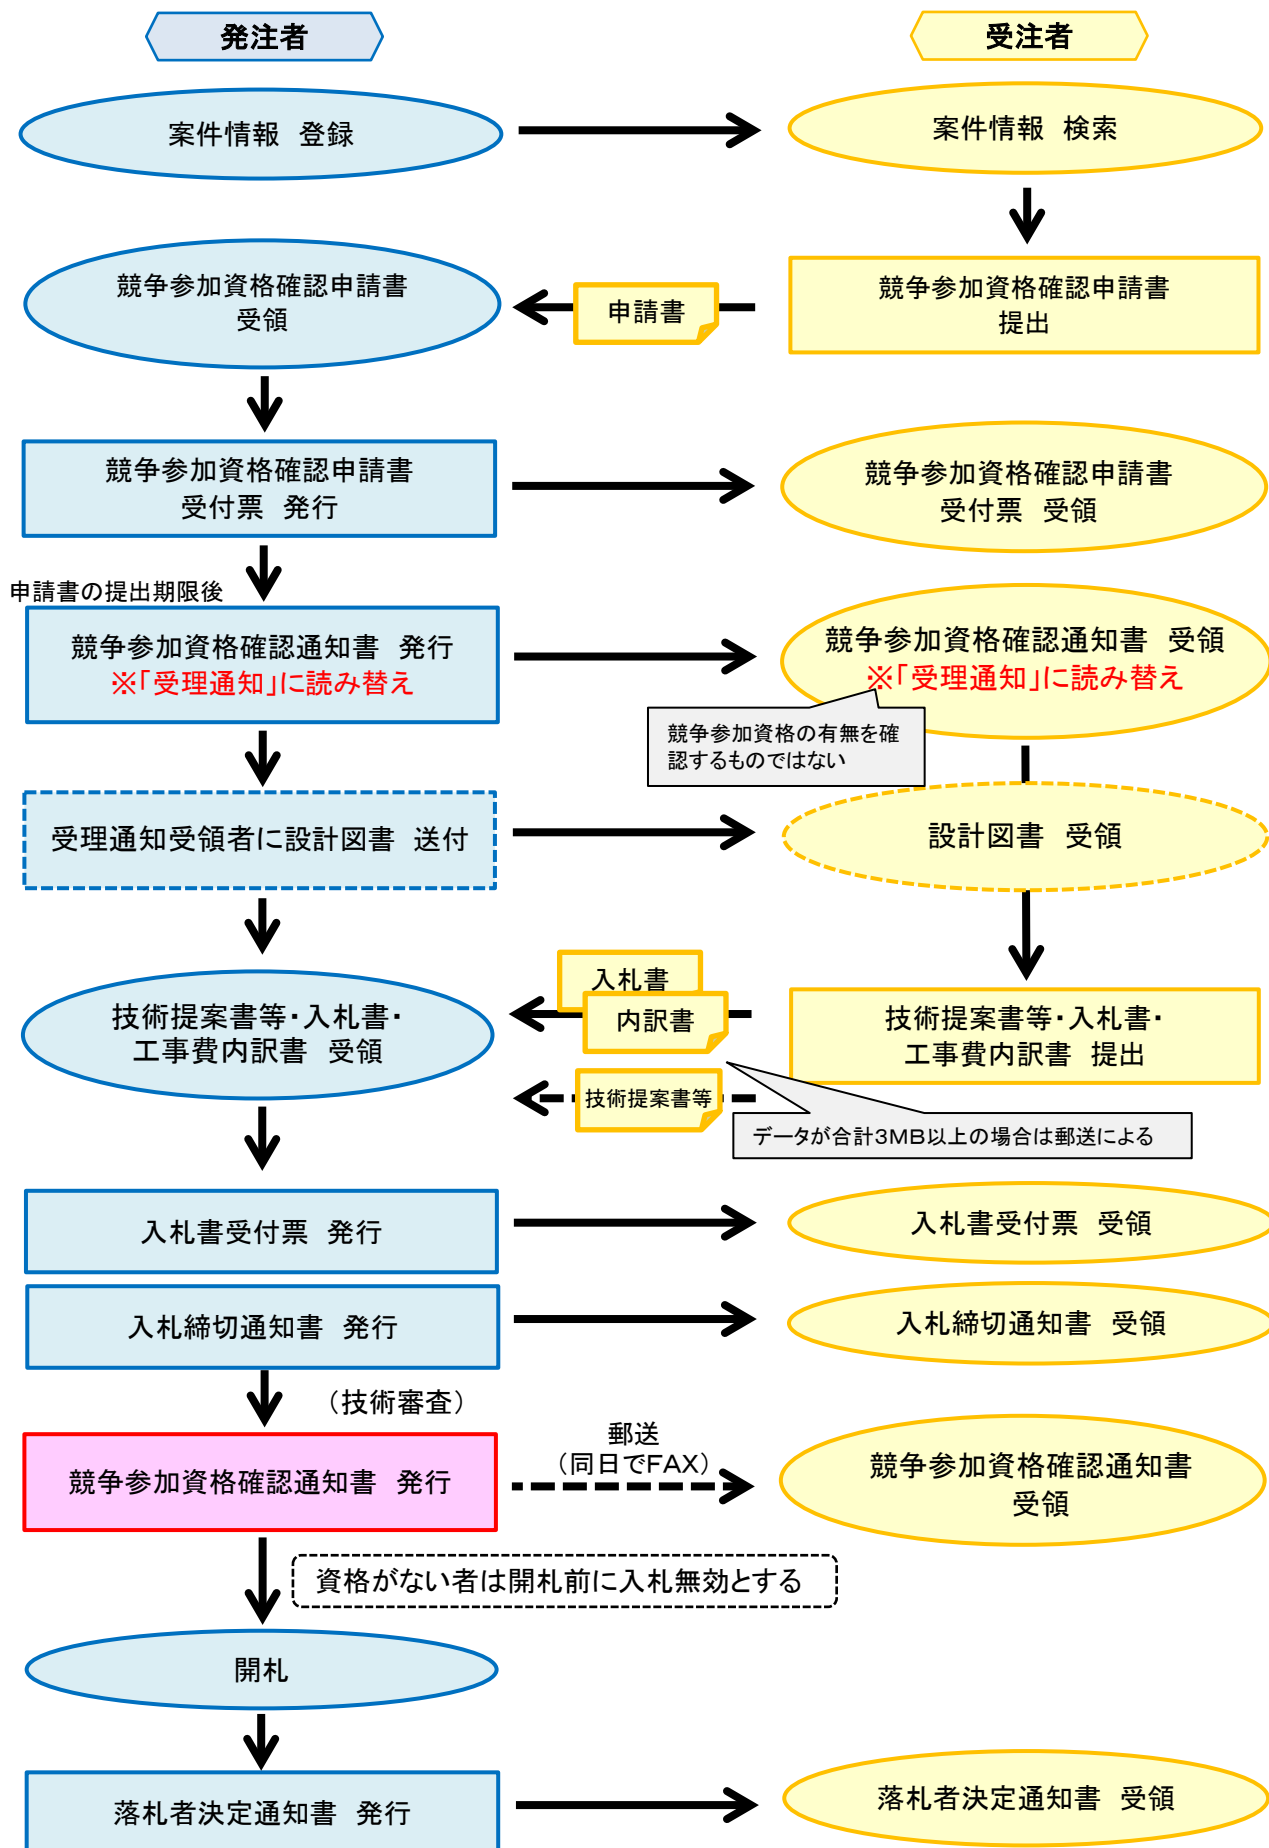 発注者
受注者
案件情報　登録
案件情報　検索
競争参加資格確認申請書
受領
申請書
競争参加資格確認申請書
提出
競争参加資格確認申請書
受付票　発行
競争参加資格確認申請書
受付票　受領
申請書の提出期限後
競争参加資格確認通知書　発行
※「受理通知」に読み替え
競争参加資格確認通知書　受領
※「受理通知」に読み替え
競争参加資格の有無を確
認するものではない
受理通知受領者に設計図書　送付
設計図書　受領
技術提案書等・入札書・
工事費内訳書　受領
入札書
内訳書
技術提案書等
技術提案書等・入札書・
工事費内訳書　提出
データが合計３ＭＢ以上の場合は郵送による
入札書受付票　発行
入札書受付票　受領
入札締切通知書　発行
入札締切通知書　受領
（技術審査）
競争参加資格確認通知書　発行
郵送
（同日でＦＡＸ）
競争参加資格確認通知書
受領
資格がない者は開札前に入札無効とする
開札
落札者決定通知書　発行
落札者決定通知書　受領